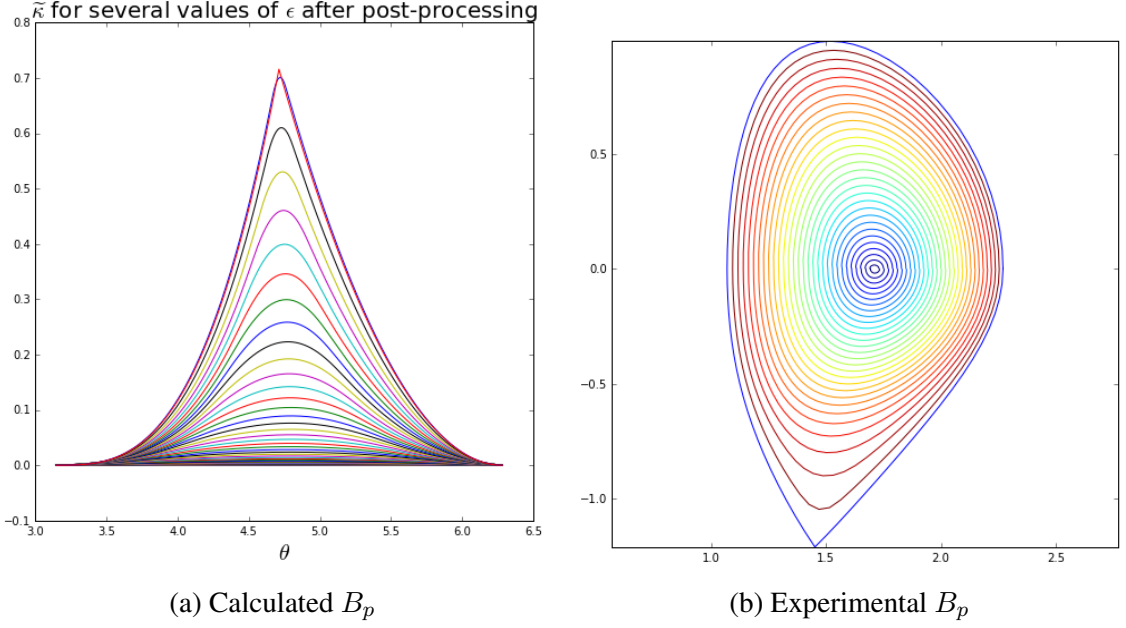 κ̃ for several values of ϵ after post-processing
0.8
0.7
0.6
0.5
0.4
0.3
0.2
0.1
0.0
−0.1
3.0 3.5 4.0 4.5 5.0 5.5 6.0 6.5
θ
(a) Calculated Bₚ
0.5
0.0
−0.5
−1.0
1.0 1.5 2.0 2.5
(b) Experimental Bₚ